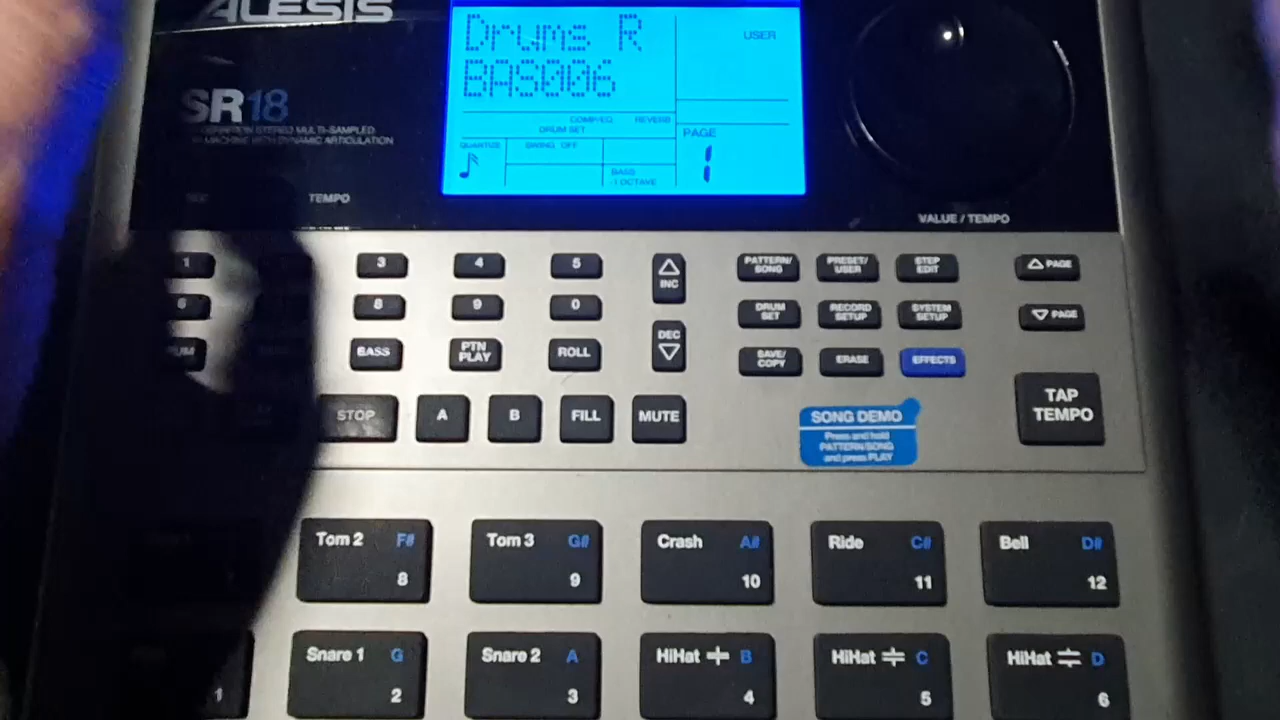 ALESIS
SR18
Drums R
BAS006
USER
COMP/EQ REVERB
DRUM SET
QUANTIZE SWING OFF
BASS
-1 OCTAVE
PAGE
1
TEMPO
VALUE / TEMPO
1 3 4 5
INC
PATTERN/
SONG
PRESET/
USER
STEP
EDIT
PAGE
6 8 9 0
DRUM
SET
RECORD
SETUP
SYSTEM
SETUP
PAGE
BASS
PTN
PLAY
ROLL
DEC
SAVE/
COPY
ERASE
EFFECTS
STOP A B FILL MUTE
TAP
TEMPO
SONG DEMO
Press and hold
PATTERN/SONG
and press PLAY
Tom 2 F#
8
Tom 3 G#
9
Crash A#
10
Ride C#
11
Bell D#
12
1
Snare 1 G
2
Snare 2 A
3
HiHat B
4
HiHat C
5
HiHat D
6